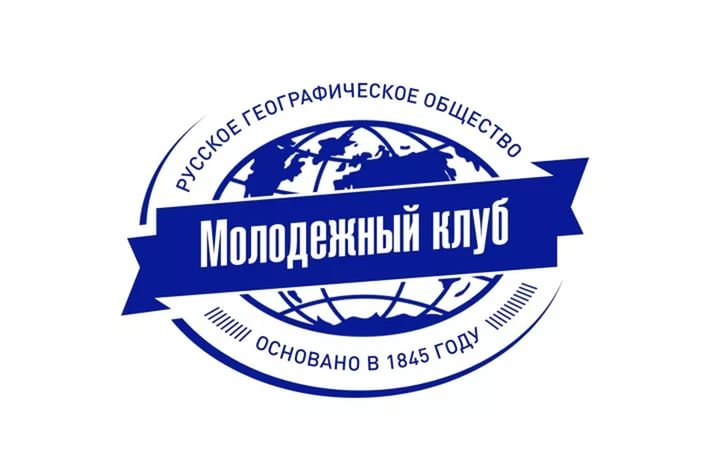 РУССКОЕ ГЕОГРАФИЧЕСКОЕ ОБЩЕСТВО
Молодежный клуб
ОСНОВАНО В 1845 ГОДУ